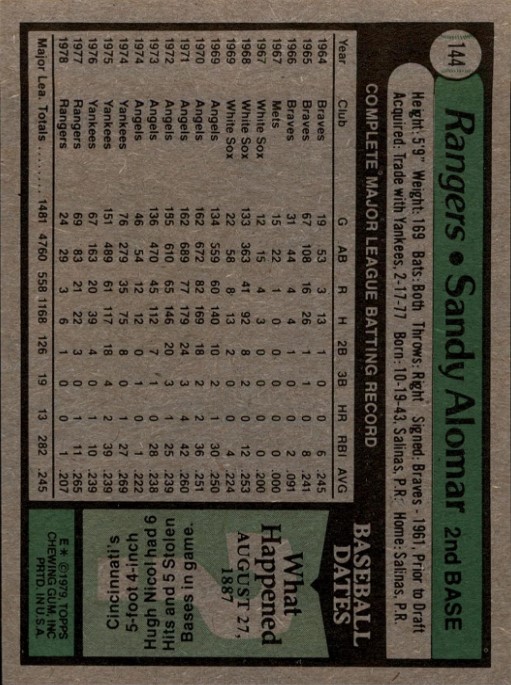 144
Rangers • Sandy Alomar 2nd BASE
Height: 5'9" Weight: 169 Bats: Both Throws: Right Signed: Braves - 1961, Prior to Draft
Acquired: Trade with Yankees, 2-17-77 Born: 10-19-43, Salinas, P.R. Home: Salinas, P.R.
COMPLETE MAJOR LEAGUE BATTING RECORD
Year Club G AB R H 2B 3B HR RBI AVG
1964 Braves 19 53 3 13 1 0 0 6 .245
1965 Braves 67 108 16 26 1 1 0 8 .241
1966 Braves 31 44 4 4 1 0 0 2 .091
1967 Mets 15 22 1 0 0 0 0 0 .000
1967 White Sox 12 15 4 3 0 0 0 0 .200
1968 White Sox 133 363 41 92 8 2 0 12 .253
1969 White Sox 22 58 8 13 2 0 0 4 .224
1969 Angels 134 559 60 140 10 2 1 30 .250
1970 Angels 162 672 82 169 18 2 2 36 .251
1971 Angels 162 689 77 179 24 3 4 42 .260
1972 Angels 155 610 65 146 20 3 1 25 .239
1973 Angels 136 470 45 112 7 1 0 28 .238
1974 Angels 46 54 12 12 1 0 0 1 .222
1974 Yankees 76 279 35 75 8 0 1 27 .269
1975 Yankees 151 489 61 117 18 4 2 39 .239
1976 Yankees 67 163 20 39 4 0 1 10 .239
1977 Rangers 69 83 21 22 3 0 1 11 .265
1978 Rangers 24 29 3 6 1 0 0 1 .207
Major Lea. Totals ........ 1481 4760 558 1168 126 19 13 282 .245
BASEBALL
DATES
What
Happened
AUGUST 27,
1887
Cincinnati's
5-foot 4-inch
Hugh Nicol had 6
Hits and 5 Stolen
Bases in game.
E* © 1979, TOPPS
CHEWING GUM, INC
PRTD. IN U.S.A.